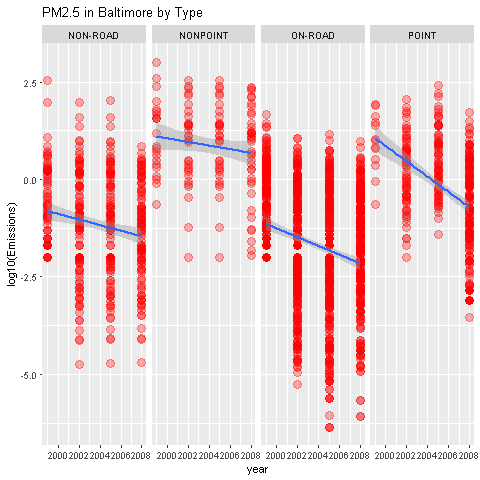 PM2.5 in Baltimore by Type
NON-ROAD NONPOINT ON-ROAD POINT
2.5
0.0
-2.5
-5.0
log10(Emissions)
2000 2002 2004 2006 2008 2000 2002 2004 2006 2008 2000 2002 2004 2006 2008 2000 2002 2004 2006 2008
year